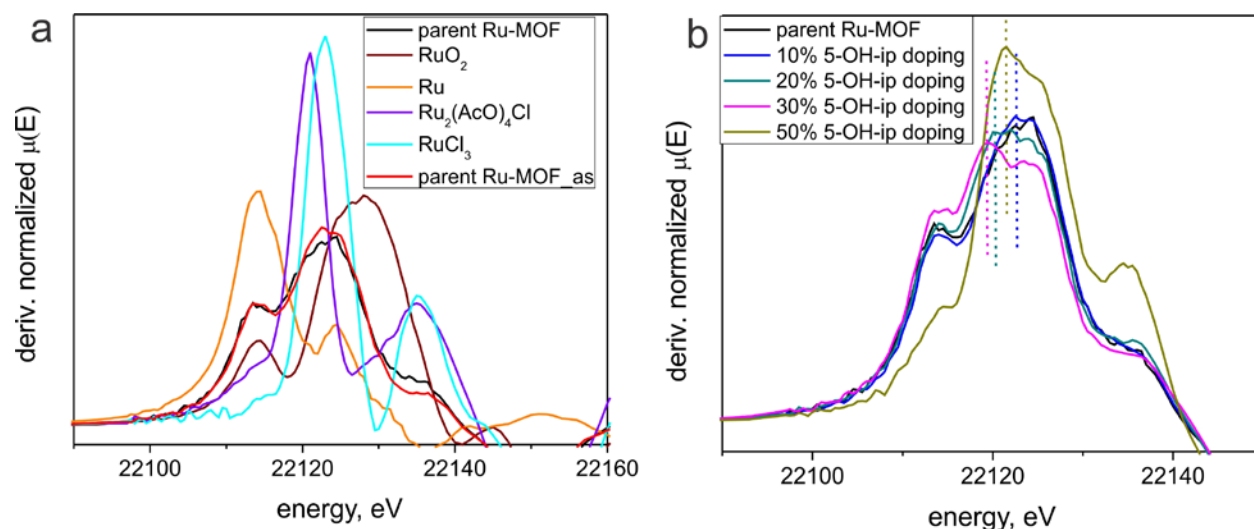 a
parent Ru-MOF
RuO2
Ru
Ru2(AcO)4Cl
RuCl3
parent Ru-MOF_as
deriv. normalized μ(E)
22100
22120
22140
22160
energy, eV
b
parent Ru-MOF
10% 5-OH-ip doping
20% 5-OH-ip doping
30% 5-OH-ip doping
50% 5-OH-ip doping
deriv. normalized μ(E)
22100
22120
22140
energy, eV